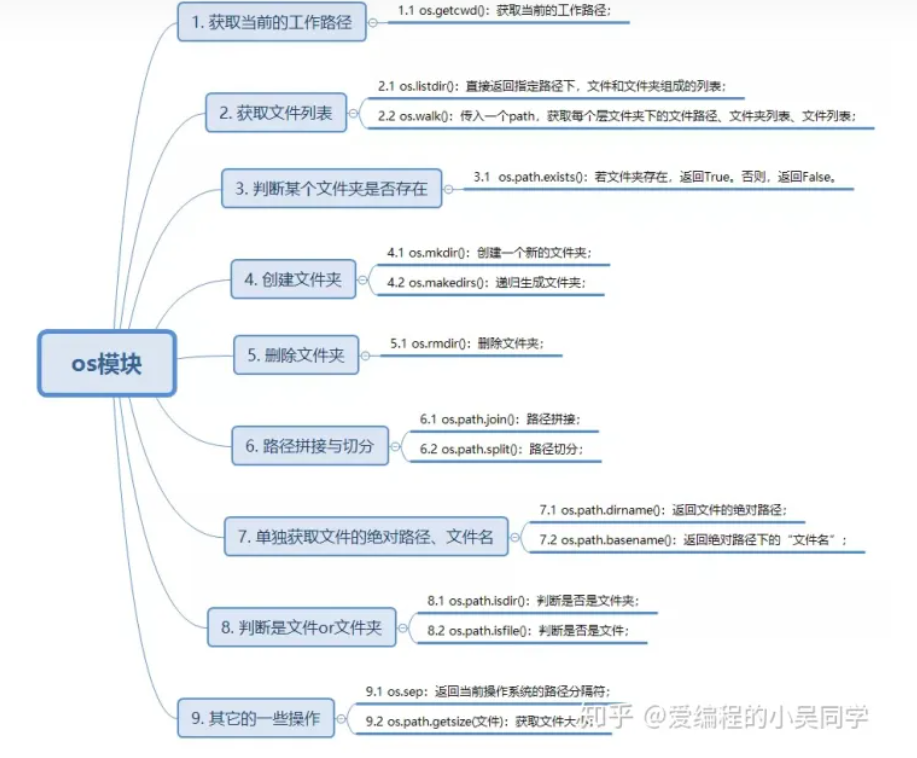 1. 获取当前的工作路径
1.1 os.getcwd()：获取当前的工作路径；
2. 获取文件列表
2.1 os.listdir()：直接返回指定路径下，文件和文件夹组成的列表；
2.2 os.walk()：传入一个path，获取每个层文件夹下的文件路径、文件夹列表、文件列表；
3. 判断某个文件夹是否存在
3.1 os.path.exists()：若文件夹存在，返回True。否则，返回False。
4. 创建文件夹
4.1 os.mkdir()：创建一个新的文件夹；
4.2 os.makedirs()：递归生成文件夹；
os模块
5. 删除文件夹
5.1 os.rmdir()：删除文件夹；
6. 路径拼接与切分
6.1 os.path.join()：路径拼接；
6.2 os.path.split()：路径切分；
7. 单独获取文件的绝对路径、文件名
7.1 os.path.dirname()：返回文件的绝对路径；
7.2 os.path.basename()：返回绝对路径下的“文件名”；
8. 判断是文件or文件夹
8.1 os.path.isdir()：判断是否是文件夹；
8.2 os.path.isfile()：判断是否是文件；
9. 其它的一些操作
9.1 os.sep：返回当前操作系统的路径分隔符；
9.2 os.path.getsize(文件)：获取文件大小
知乎 @爱编程的小吴同学